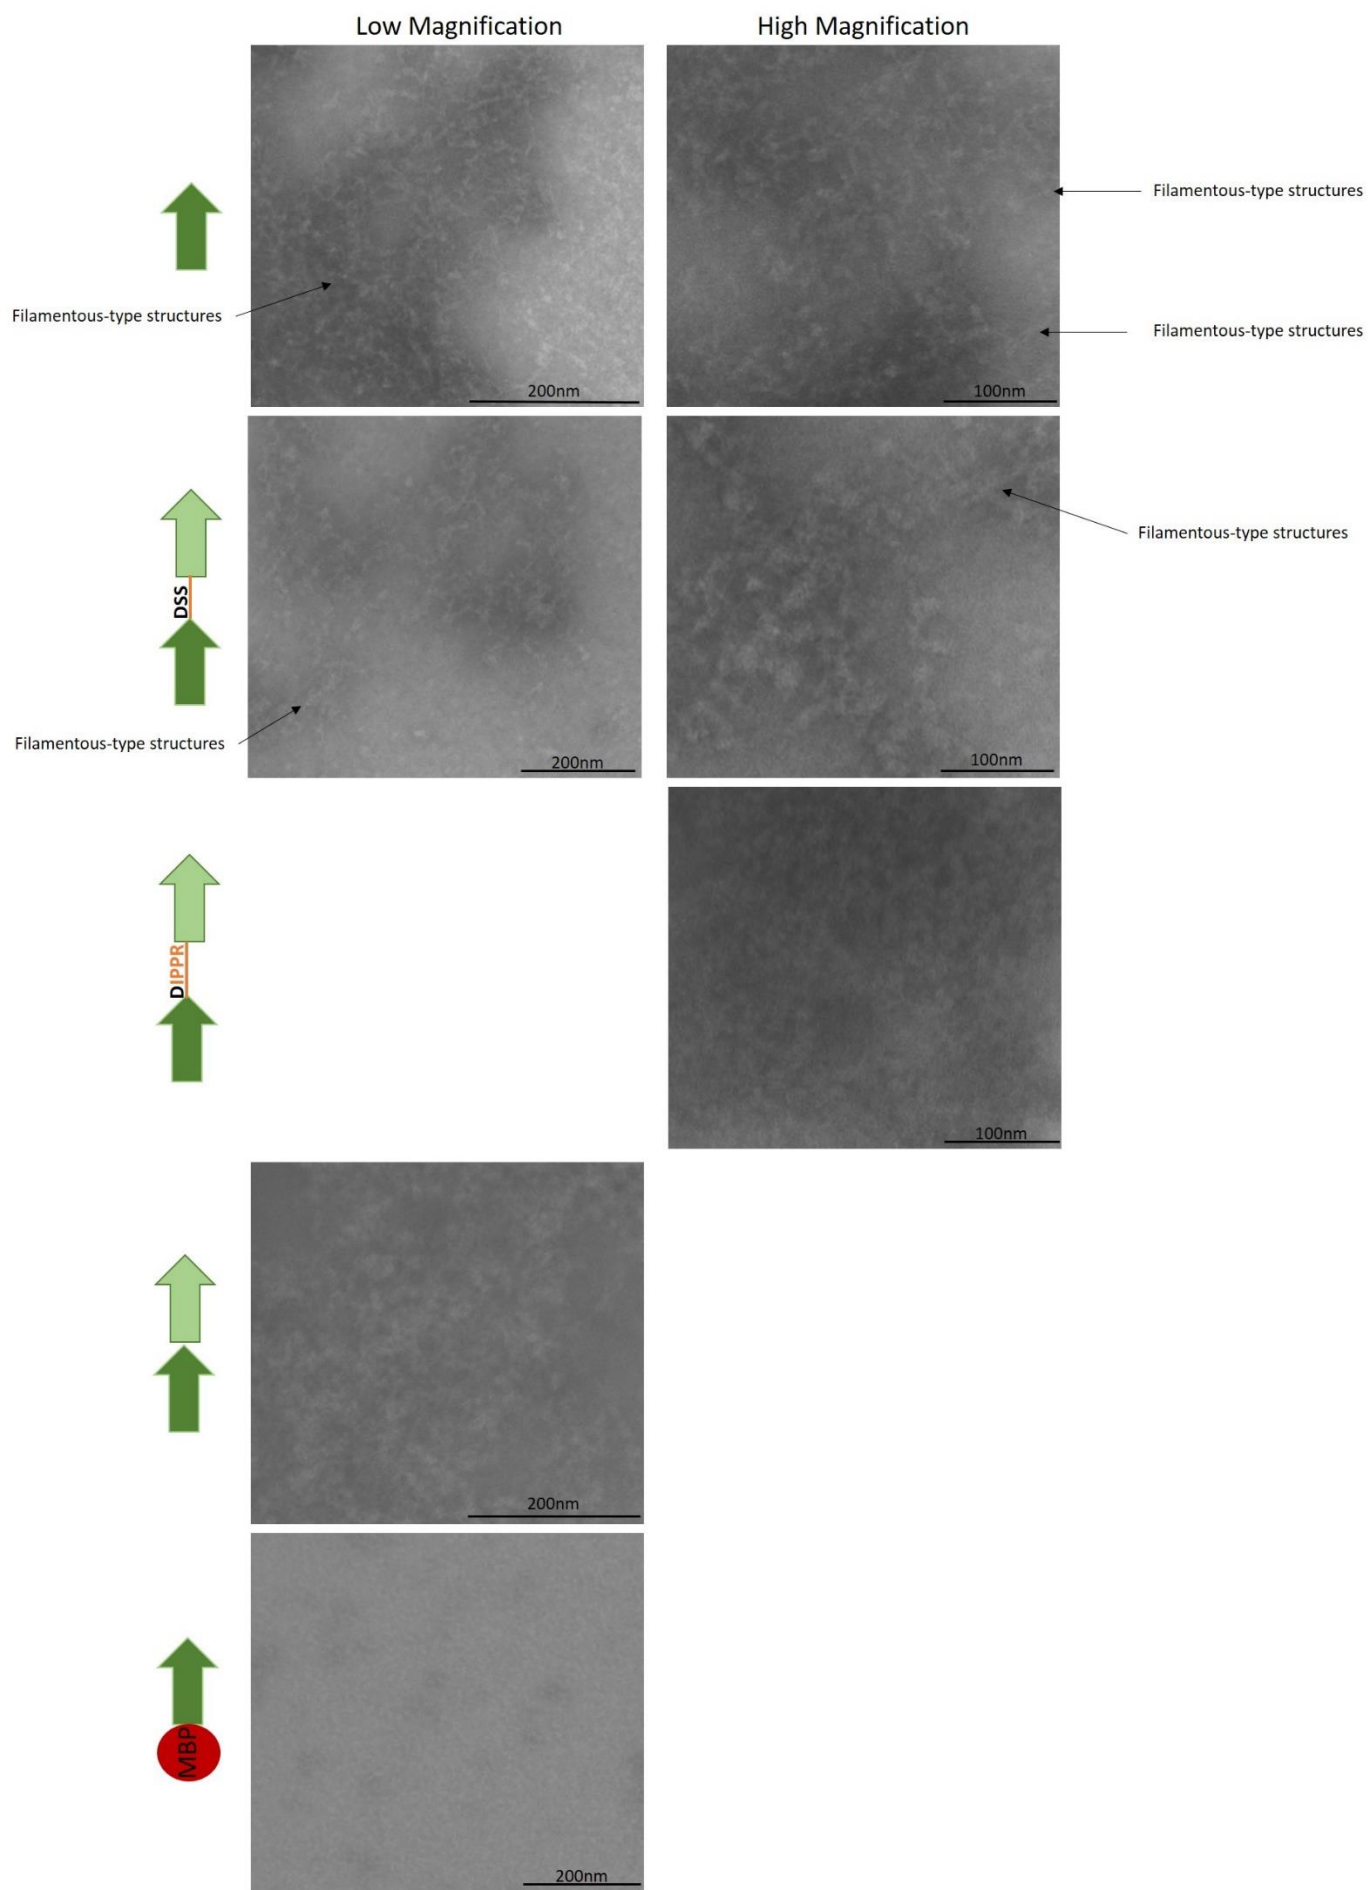 Low Magnification
High Magnification
Filamentous-type structures
Filamentous-type structures
Filamentous-type structures
200nm
100nm
DSS
Filamentous-type structures
Filamentous-type structures
200nm
100nm
DIPPR
100nm
200nm
MBP
200nm